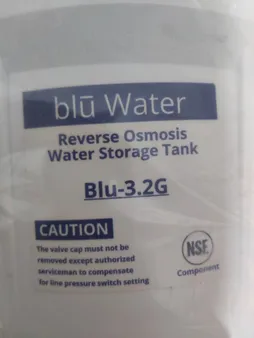 blū Water
Reverse Osmosis
Water Storage Tank
Blu-3.2G
CAUTION
The valve cap must not be
removed except authorized
serviceman to compensate
for line pressure switch setting
NSE
Component